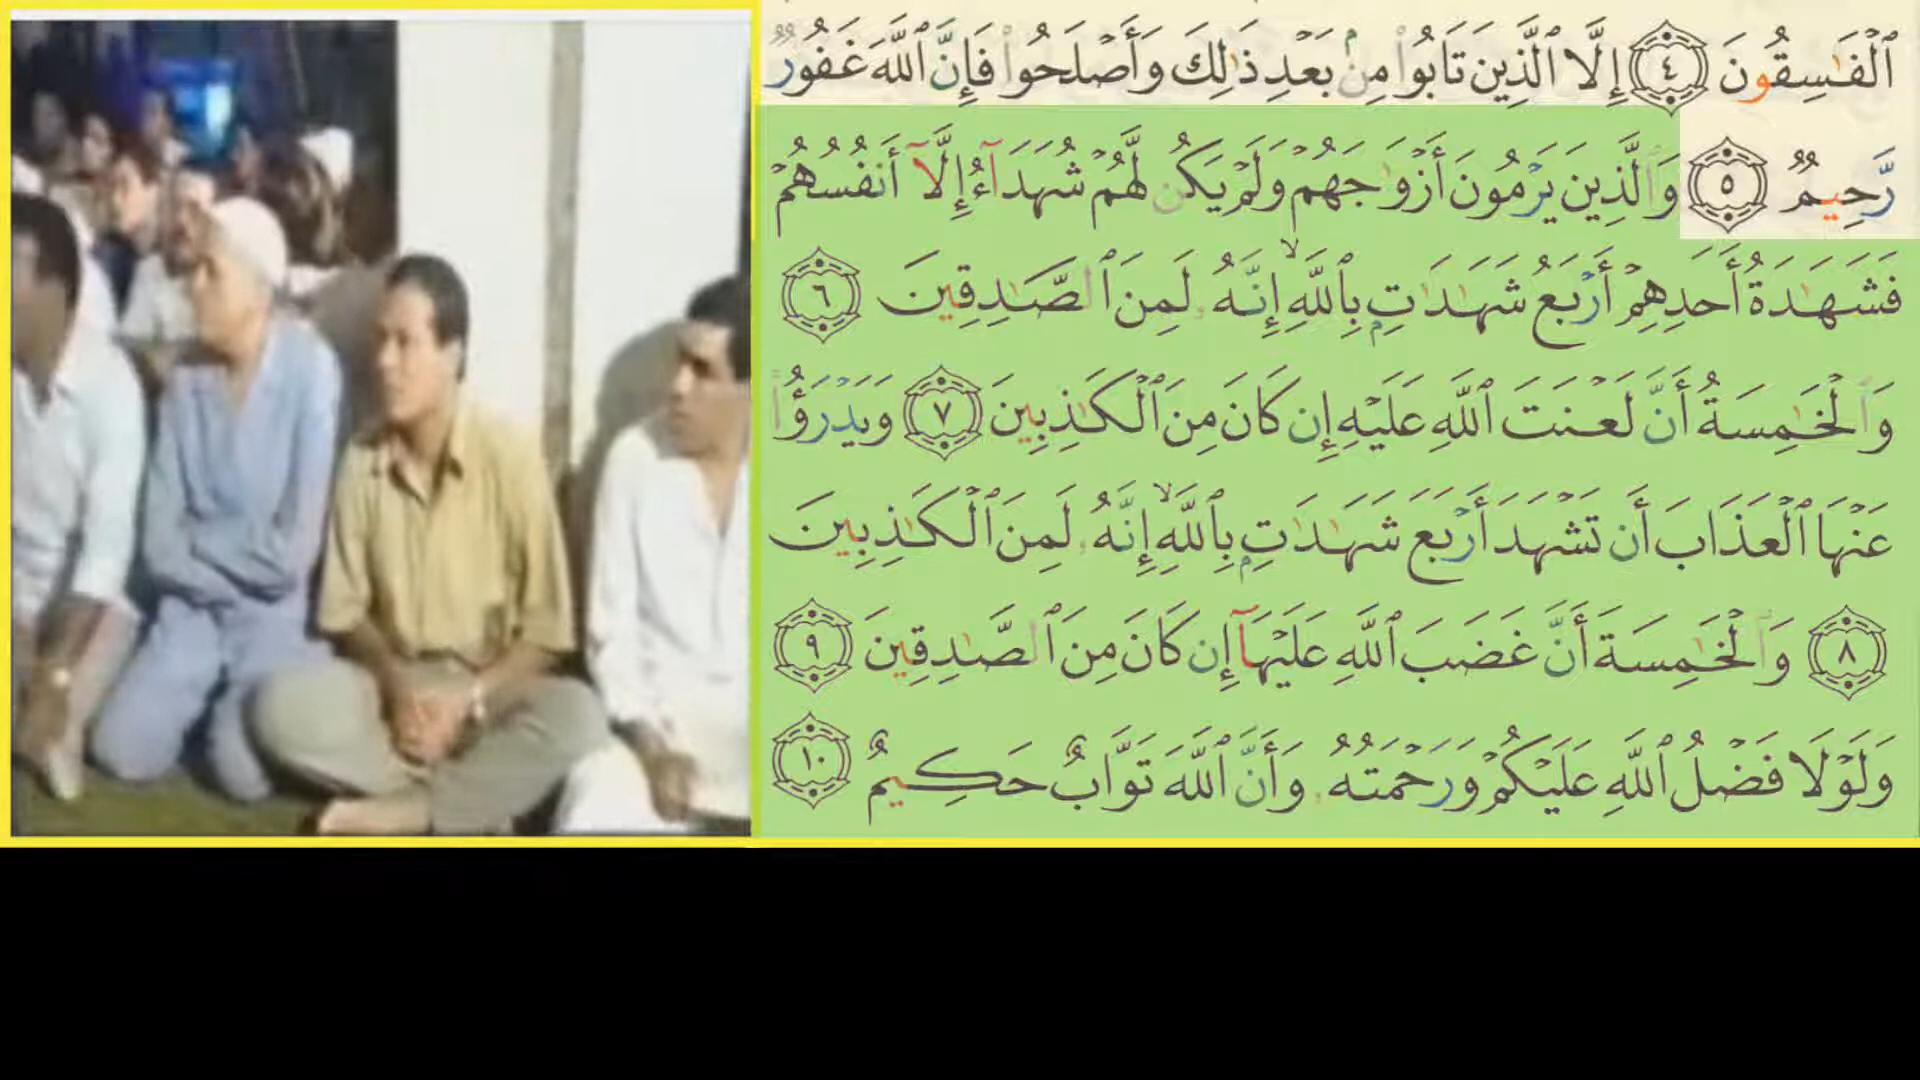 ٱلْفَـٰسِقُونَ ٤ إِلَّا ٱلَّذِينَ تَابُوا۟ مِنۢ بَعْدِ ذَٰلِكَ وَأَصْلَحُوا۟ فَإِنَّ ٱللَّهَ غَفُورٌ
رَّحِيمٌ ٥ وَٱلَّذِينَ يَرْمُونَ أَزْوَٰجَهُمْ وَلَمْ يَكُن لَّهُمْ شُهَدَآءُ إِلَّآ أَنفُسُهُمْ
فَشَهَـٰدَةُ أَحَدِهِمْ أَرْبَعُ شَهَـٰدَٰتٍۭ بِٱللَّهِ ۙ إِنَّهُۥ لَمِنَ ٱلصَّـٰدِقِينَ ٦
وَٱلْخَـٰمِسَةُ أَنَّ لَعْنَتَ ٱللَّهِ عَلَيْهِ إِن كَانَ مِنَ ٱلْكَـٰذِبِينَ ٧ وَيَدْرَؤُا۟
عَنْهَا ٱلْعَذَابَ أَن تَشْهَدَ أَرْبَعَ شَهَـٰدَٰتٍۭ بِٱللَّهِ ۙ إِنَّهُۥ لَمِنَ ٱلْكَـٰذِبِينَ
٨ وَٱلْخَـٰمِسَةَ أَنَّ غَضَبَ ٱللَّهِ عَلَيْهَآ إِن كَانَ مِنَ ٱلصَّـٰدِقِينَ ٩
وَلَوْلَا فَضْلُ ٱللَّهِ عَلَيْكُمْ وَرَحْمَتُهُۥ وَأَنَّ ٱللَّهَ تَوَّابٌ حَكِيمٌ ١٠